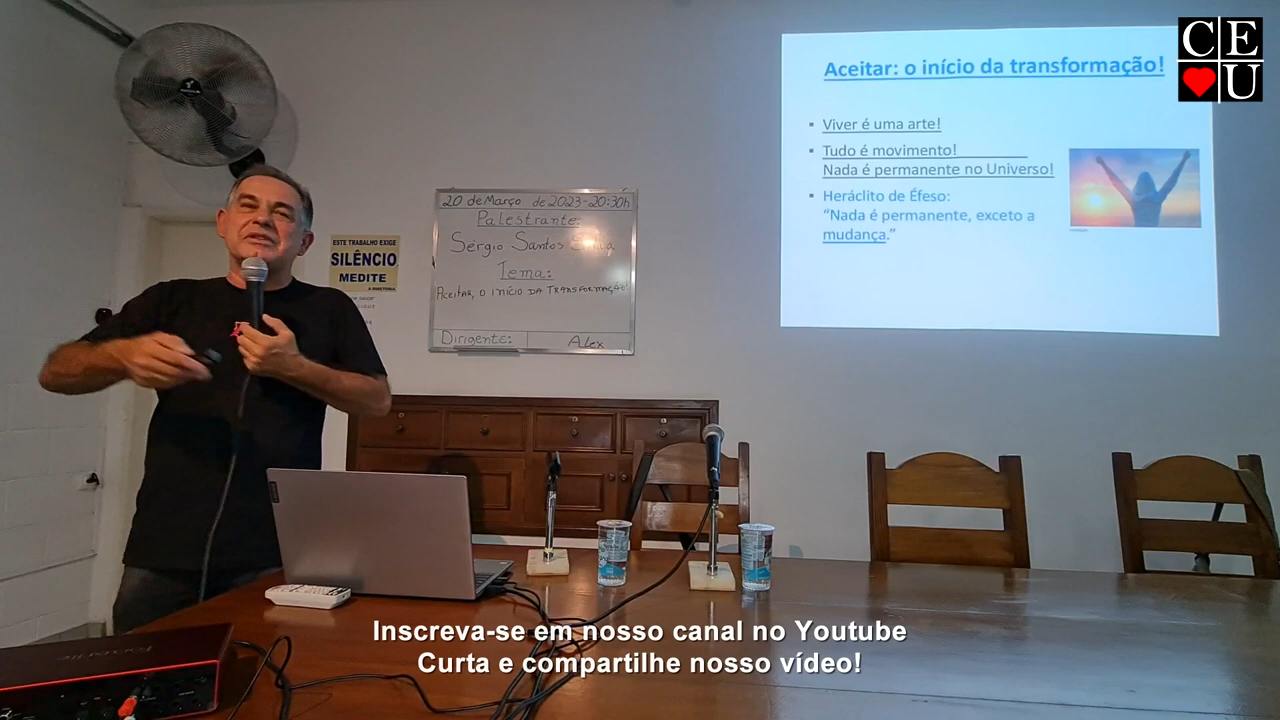 CE
U
Aceitar: o início da transformação!
Viver é uma arte!
Tudo é movimento!
Nada é permanente no Universo!
Heráclito de Éfeso:
“Nada é permanente, exceto a
mudança.”
20 de Março de 2023-20:30h
Palestrante:
Sérgio Santos
Tema:
Aceitar, o início da transformação!
Dirigente: Alex
ESTE TRABALHO EXIGE
SILÊNCIO
MEDITE
A DIRETORIA
Inscreva-se em nosso canal no Youtube
Curta e compartilhe nosso vídeo!